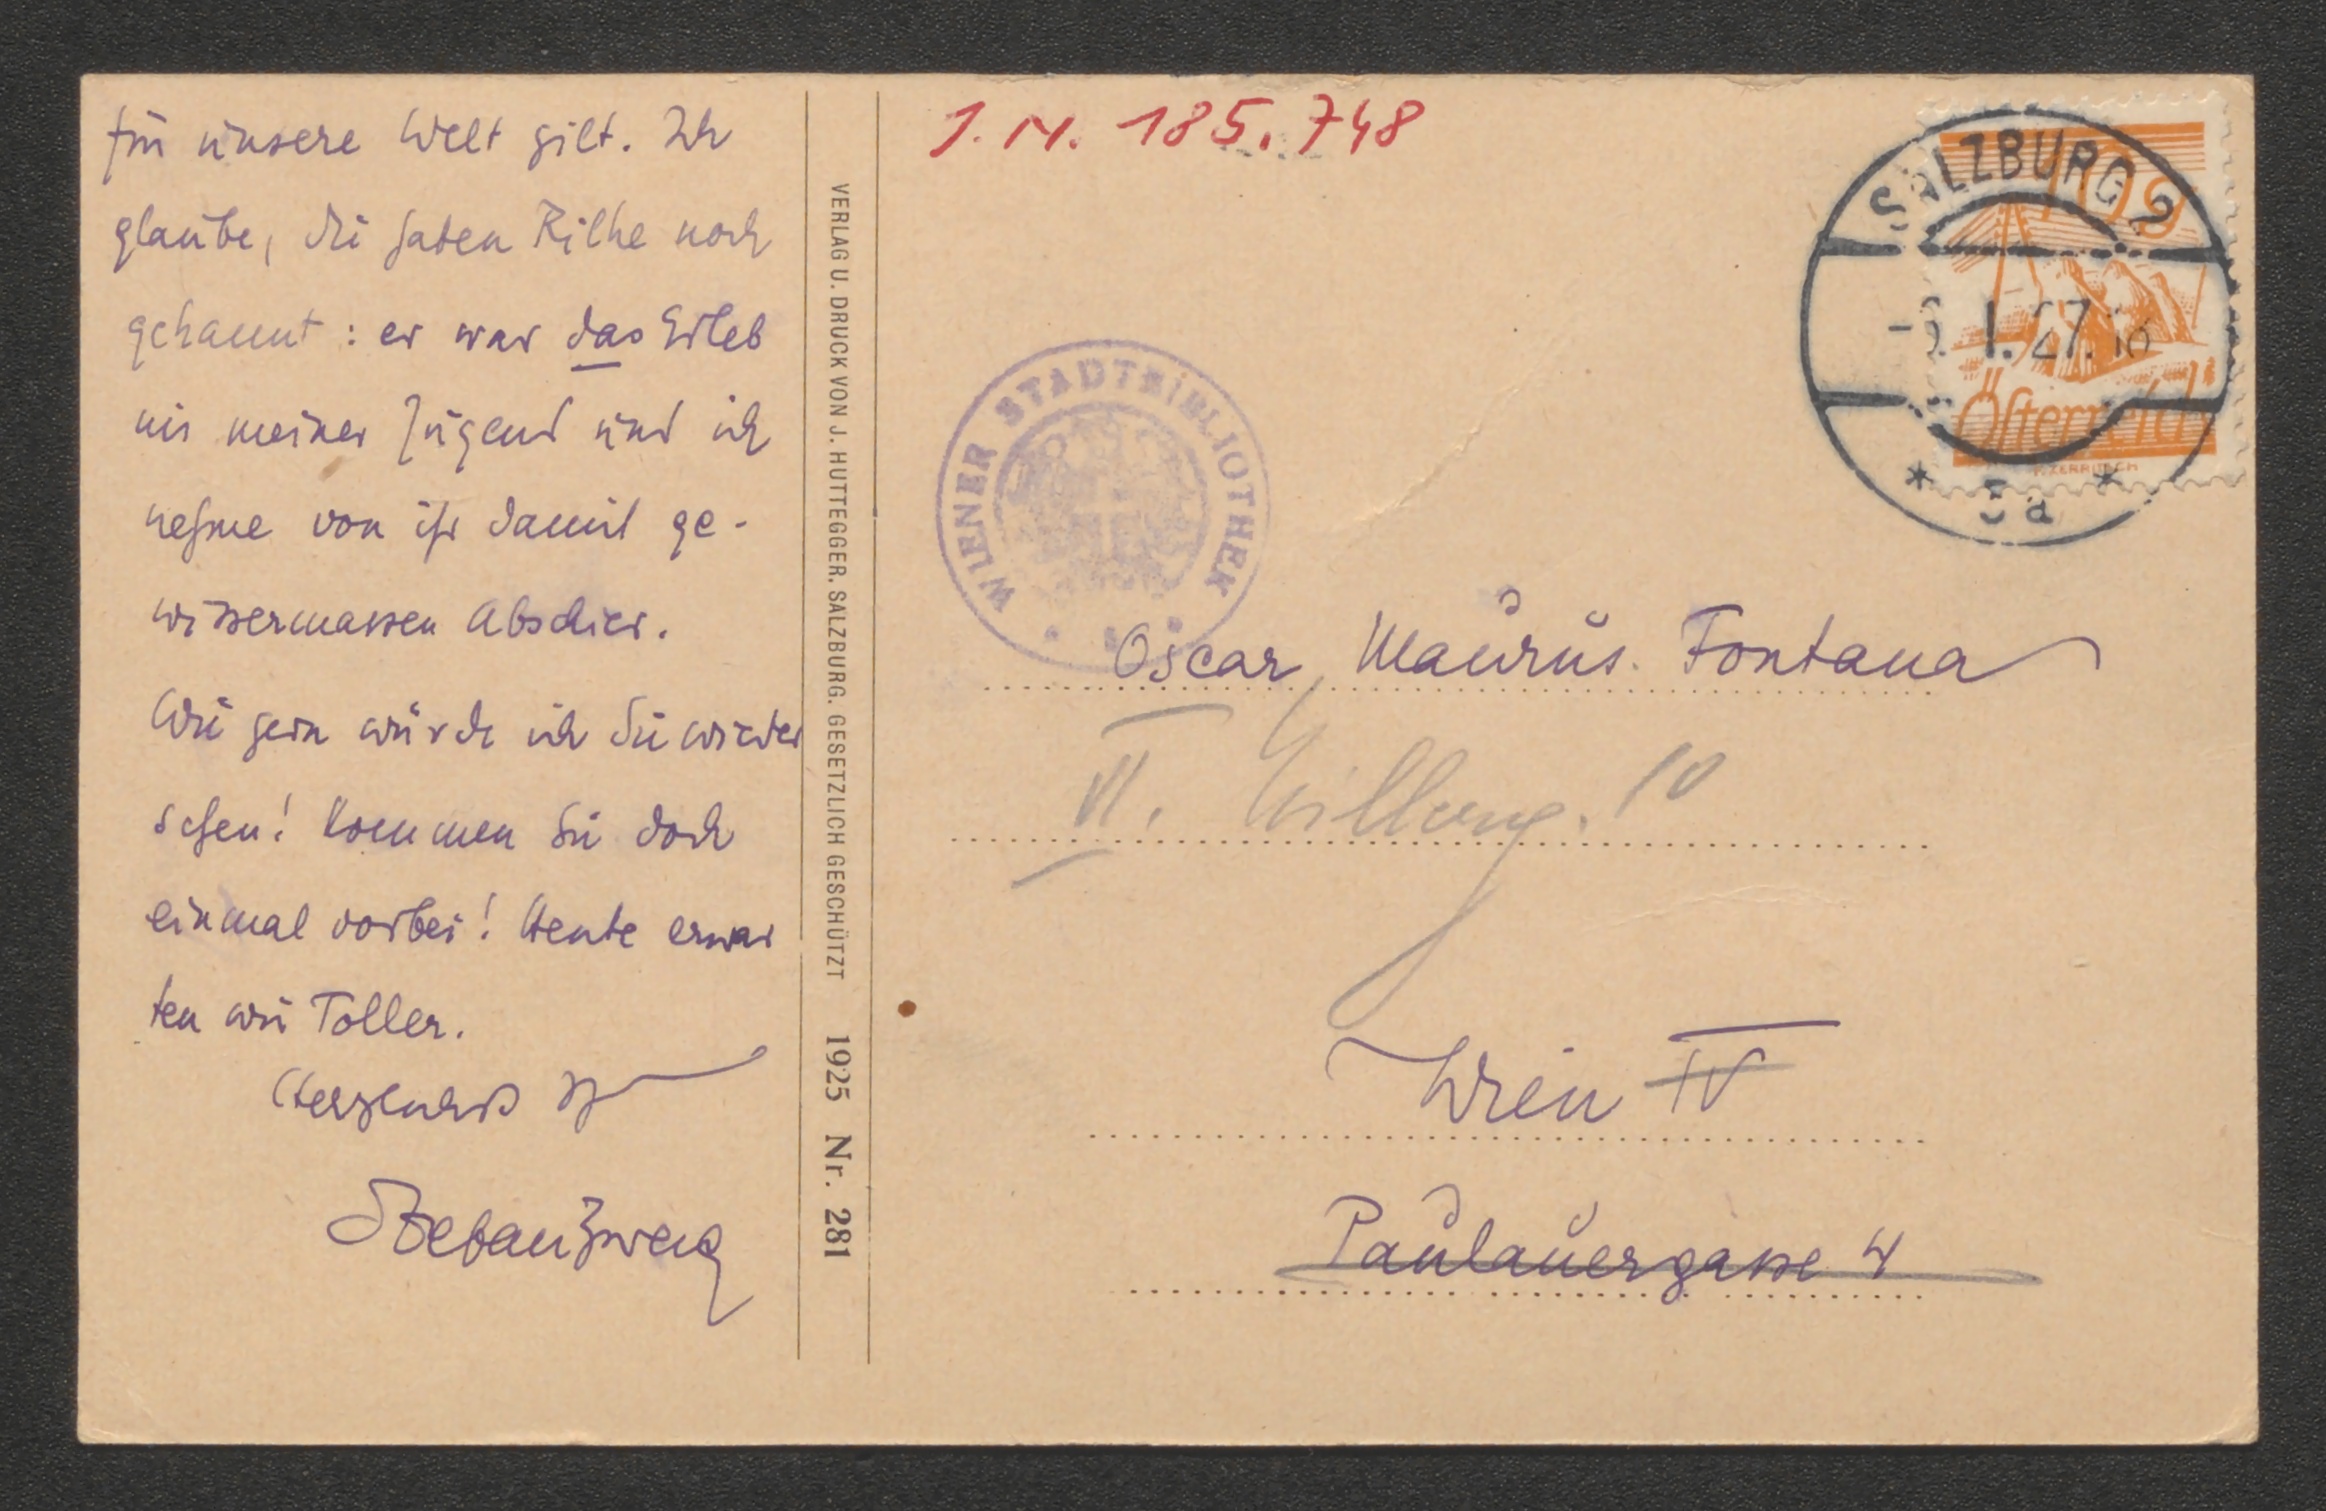 für unsere Welt gilt. Ich
glaube, Sie haben Rilke noch
gekannt: er war das Erleb
nis meiner Jugend und ich
nehme von ihr damit ge-
wissermassen Abschied.
Wie gern würde ich Sie wieder
sehen! Kommen Sie doch
einmal vorbei! Heute erwar
ten wir Toller.
Herzlichst Ihr
Stefan Zweig
VERLAG U. DRUCK VON J. HUTTEGGER. SALZBURG. GESETZLICH GESCHÜTZT 1925 Nr. 281
J. N. 185.748
SALZBURG 2
I. 27.
10 g
Österreich
WIENER STADTBIBLIOTHEK
Oscar Maurus Fontana
10
Wien IV
Paulanergasse 4